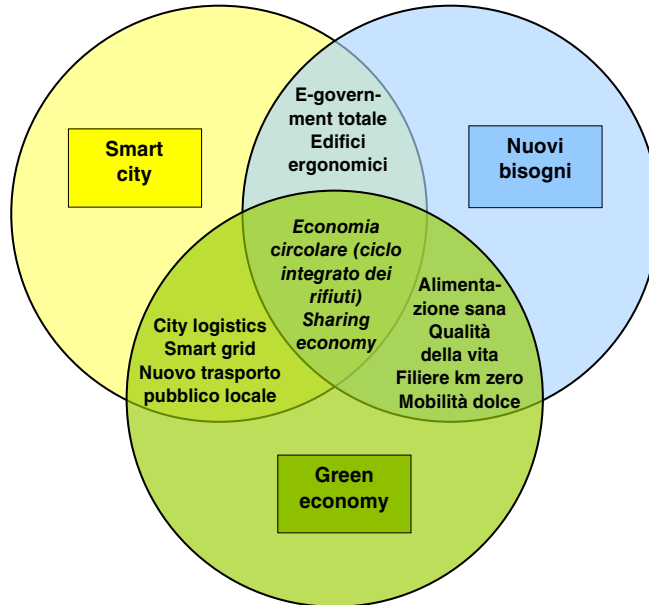 E-govern-
ment totale
Edifici
ergonomici
Smart
city
Nuovi
bisogni
Economia
circolare (ciclo
integrato dei
rifiuti)
Sharing
economy
Alimenta-
zione sana
Qualità
della vita
Filiere km zero
Mobilità dolce
City logistics
Smart grid
Nuovo trasporto
pubblico locale
Green
economy